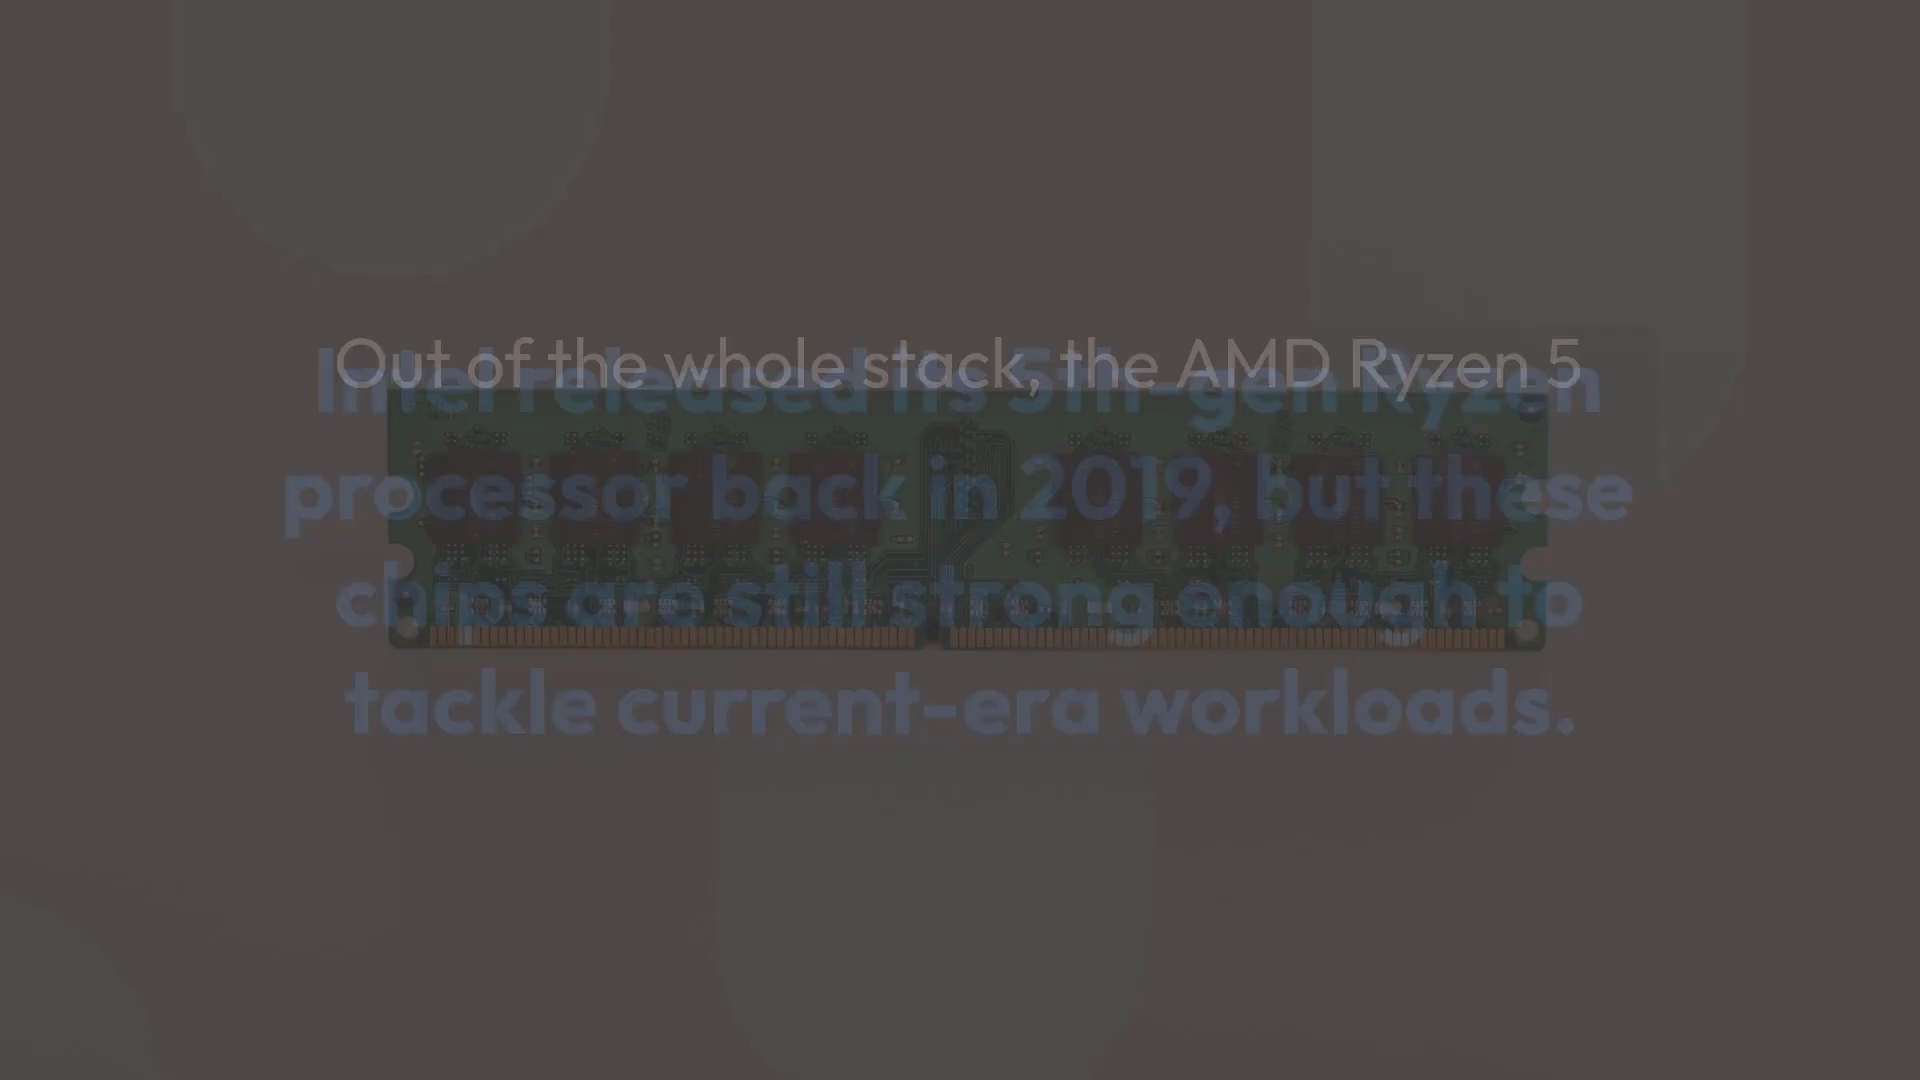 Out of the whole stack, the AMD Ryzen 5
Intel released its 5th-gen Ryzen
processor back in 2019, but these
chips are still strong enough to
tackle current-era workloads.